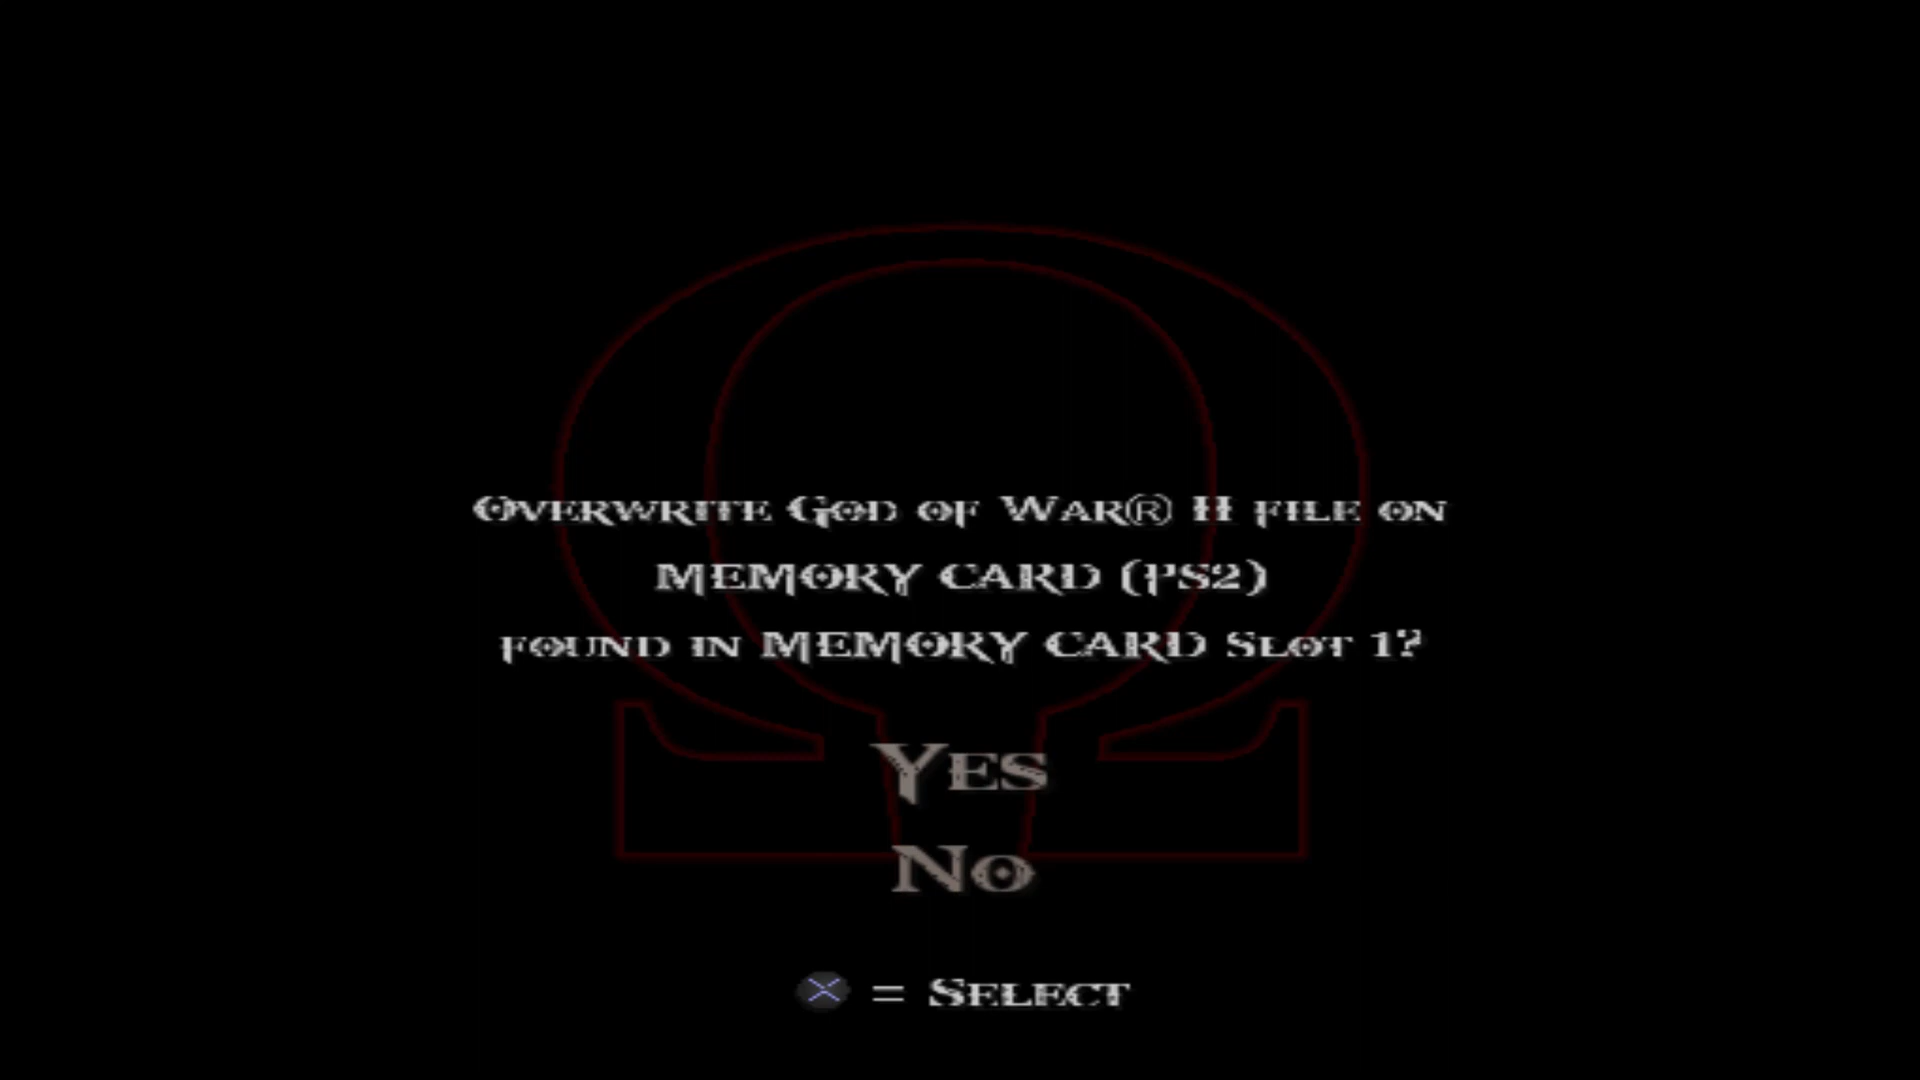 Overwrite God of War® II file on
MEMORY CARD (PS2)
found in MEMORY CARD Slot 1?
Yes
No
= Select